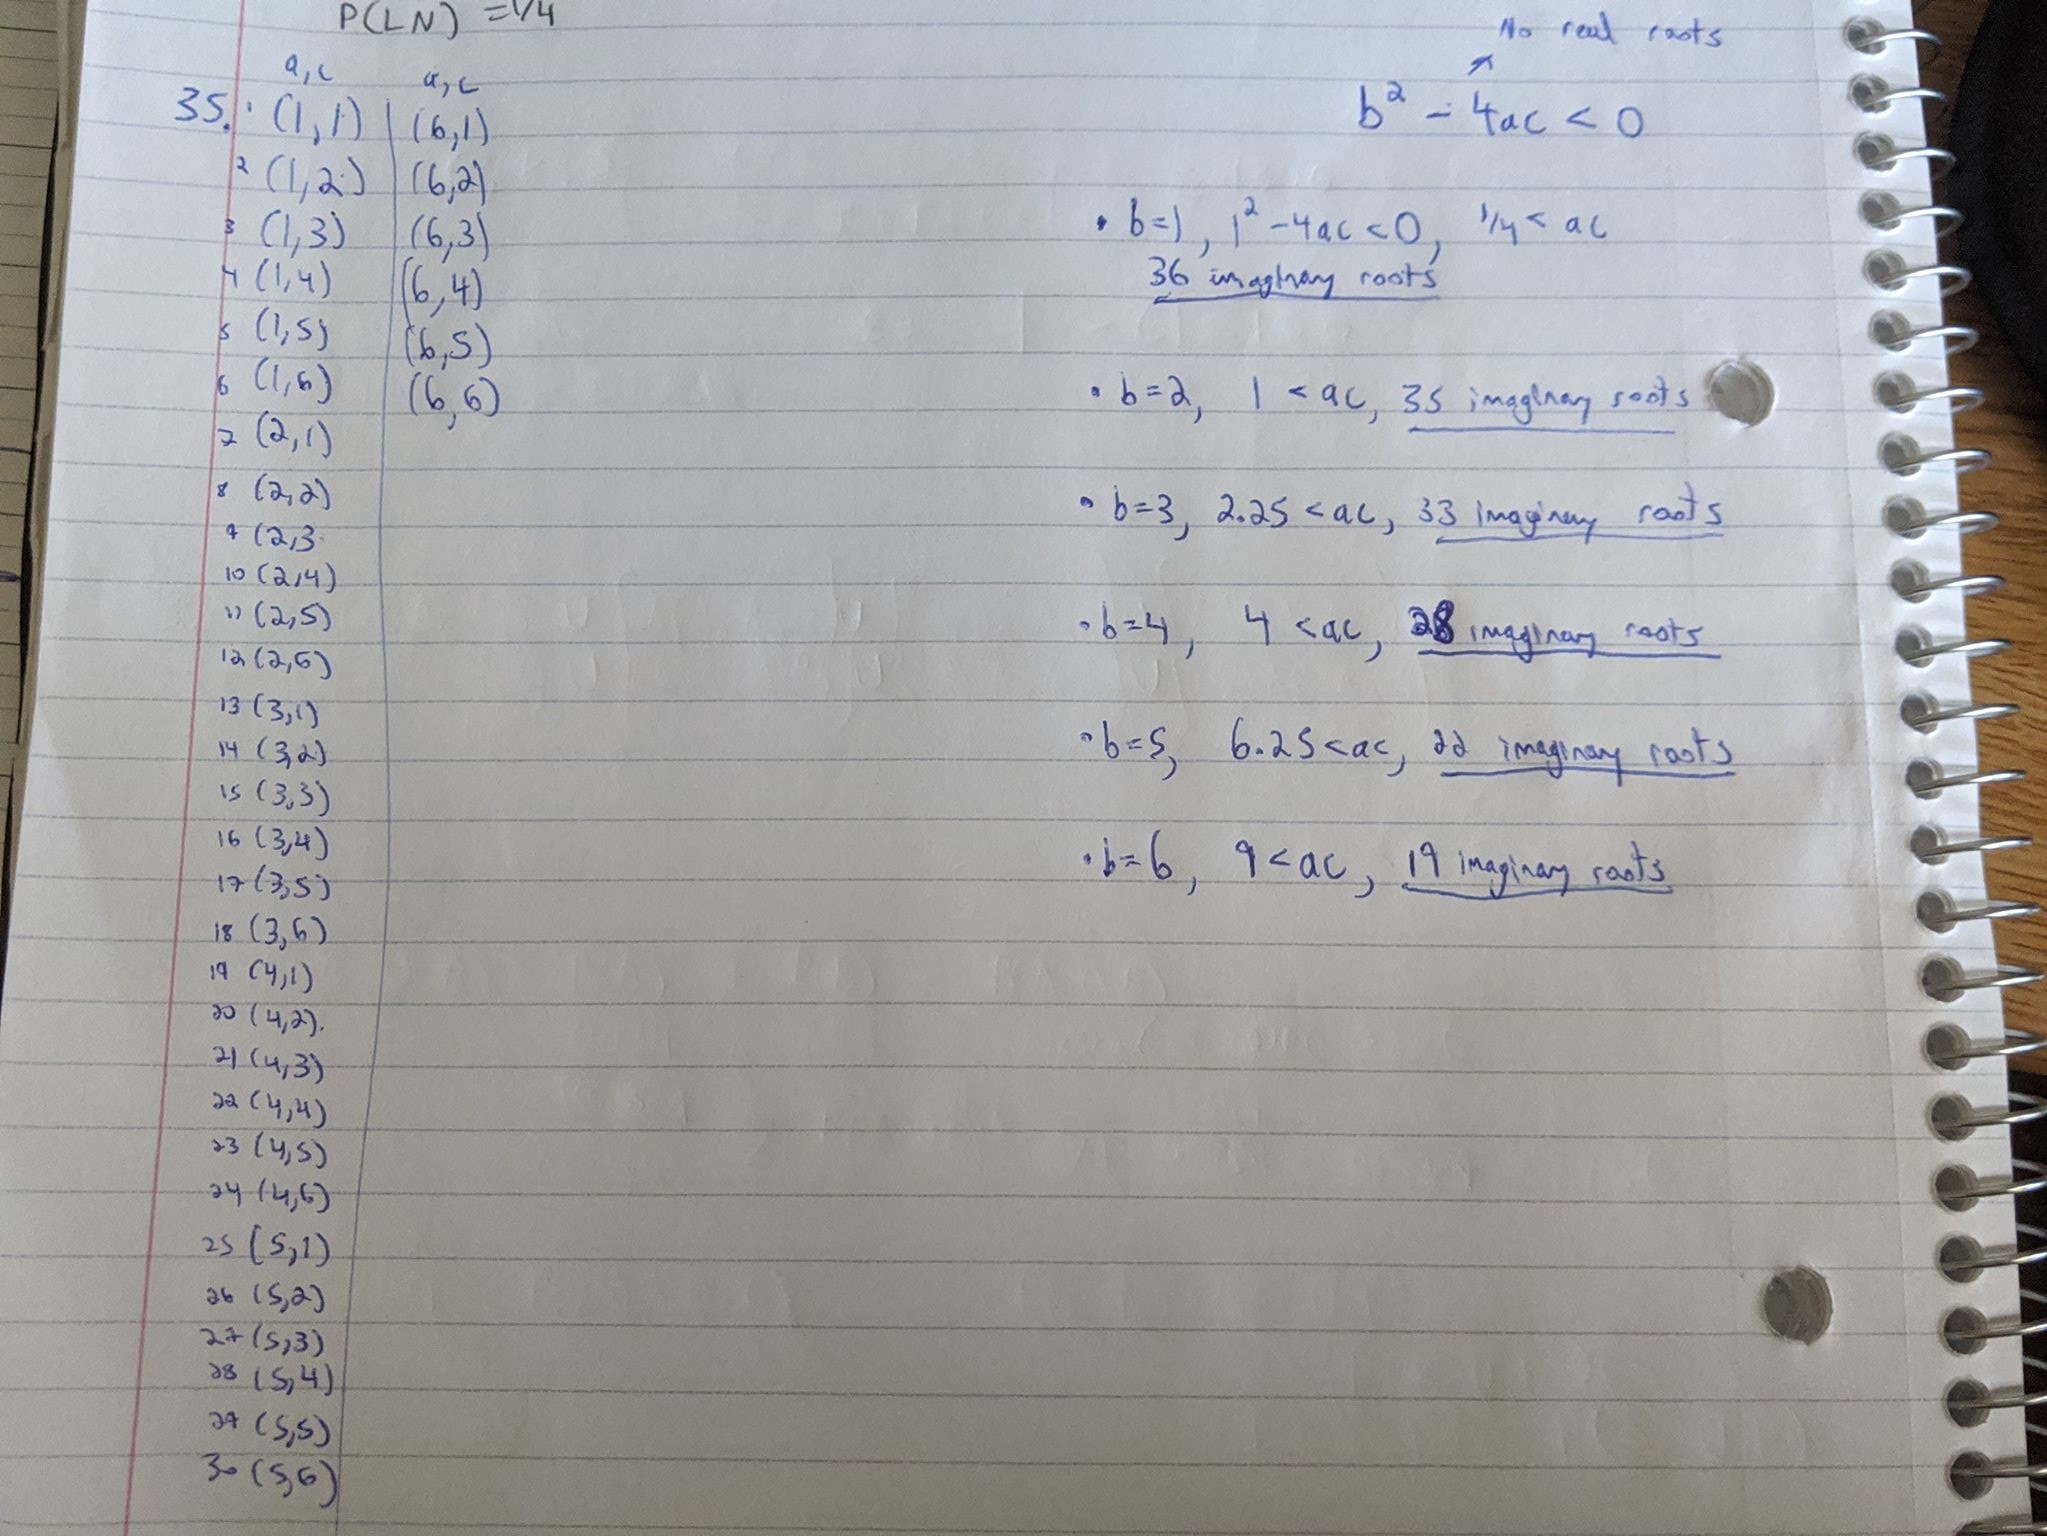 P(LN) = 1/4
a,c
35. 1 (1,1)
2 (1,2)
3 (1,3)
4 (1,4)
5 (1,5)
6 (1,6)
7 (2,1)
8 (2,2)
9 (2,3
10 (2,4)
11 (2,5)
12 (2,6)
13 (3,1)
14 (3,2)
15 (3,3)
16 (3,4)
17 (3,5)
18 (3,6)
19 (4,1)
20 (4,2).
21 (4,3)
22 (4,4)
23 (4,5)
24 (4,6)
25 (5,1)
26 (5,2)
27 (5,3)
28 (5,4)
29 (5,5)
30 (5,6)
a,c
(6,1)
(6,2)
(6,3)
(6,4)
(6,5)
(6,6)
No real roots
b² - 4ac < 0
• b=1, 1² - 4ac < 0, 1/4 < ac
36 imaginary roots
• b=2, 1 < ac, 35 imaginary roots
• b=3, 2.25 < ac, 33 imaginary roots
• b=4, 4 < ac, 28 imaginary roots
• b=5, 6.25 < ac, 22 imaginary roots
• b=6, 9 < ac, 19 imaginary roots